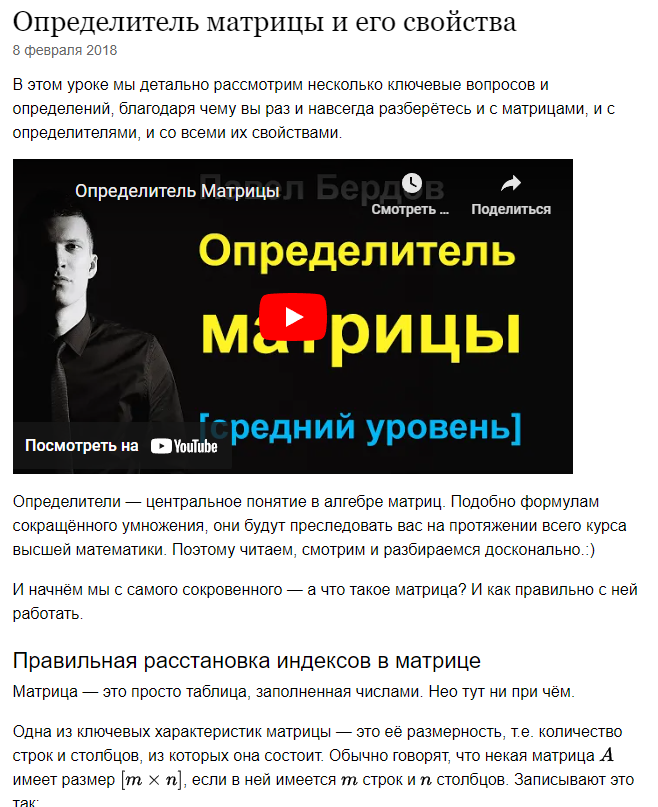 Определитель матрицы и его свойства
8 февраля 2018
В этом уроке мы детально рассмотрим несколько ключевые вопросов и
определений, благодаря чему вы раз и навсегда разберётесь и с матрицами, и с
определителями, и со всеми их свойствами.
Павел Бердов
Определитель Матрицы
Смотреть ...
Поделиться
Определитель
матрицы
[средний уровень]
Посмотреть на YouTube
Определители — центральное понятие в алгебре матриц. Подобно формулам
сокращённого умножения, они будут преследовать вас на протяжении всего курса
высшей математики. Поэтому читаем, смотрим и разбираемся досконально.:)
И начнём мы с самого сокровенного — а что такое матрица? И как правильно с ней
работать.
Правильная расстановка индексов в матрице
Матрица — это просто таблица, заполненная числами. Нео тут ни при чём.
Одна из ключевых характеристик матрицы — это её размерность, т.е. количество
строк и столбцов, из которых она состоит. Обычно говорят, что некая матрица A
имеет размер [m × n], если в ней имеется m строк и n столбцов. Записывают это
так: